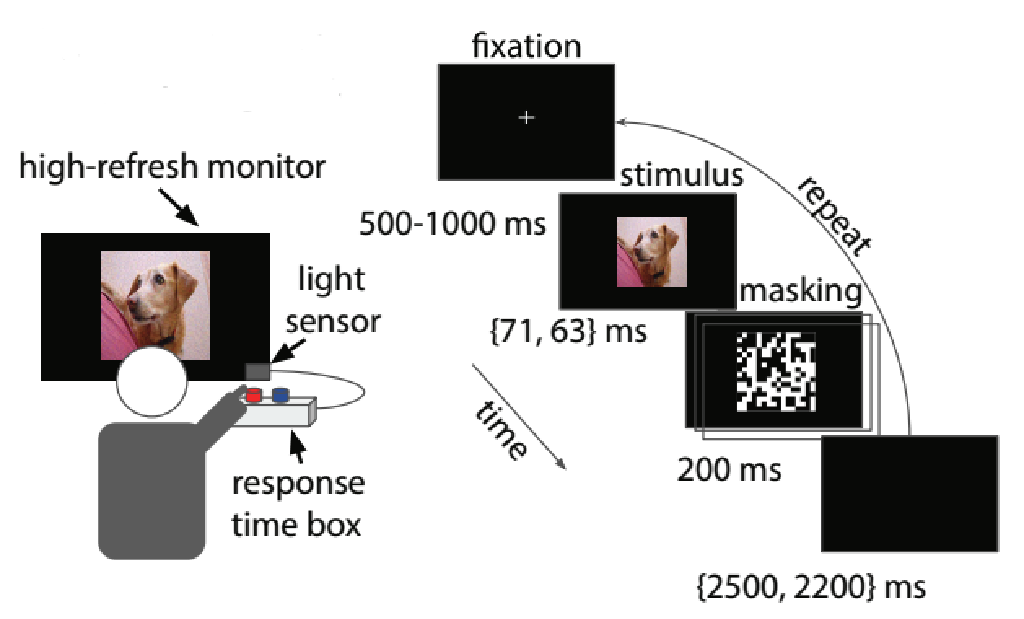 fixation
high-refresh monitor
stimulus
500-1000 ms
repeat
light
sensor
masking
{71, 63} ms
time
200 ms
response
time box
{2500, 2200} ms